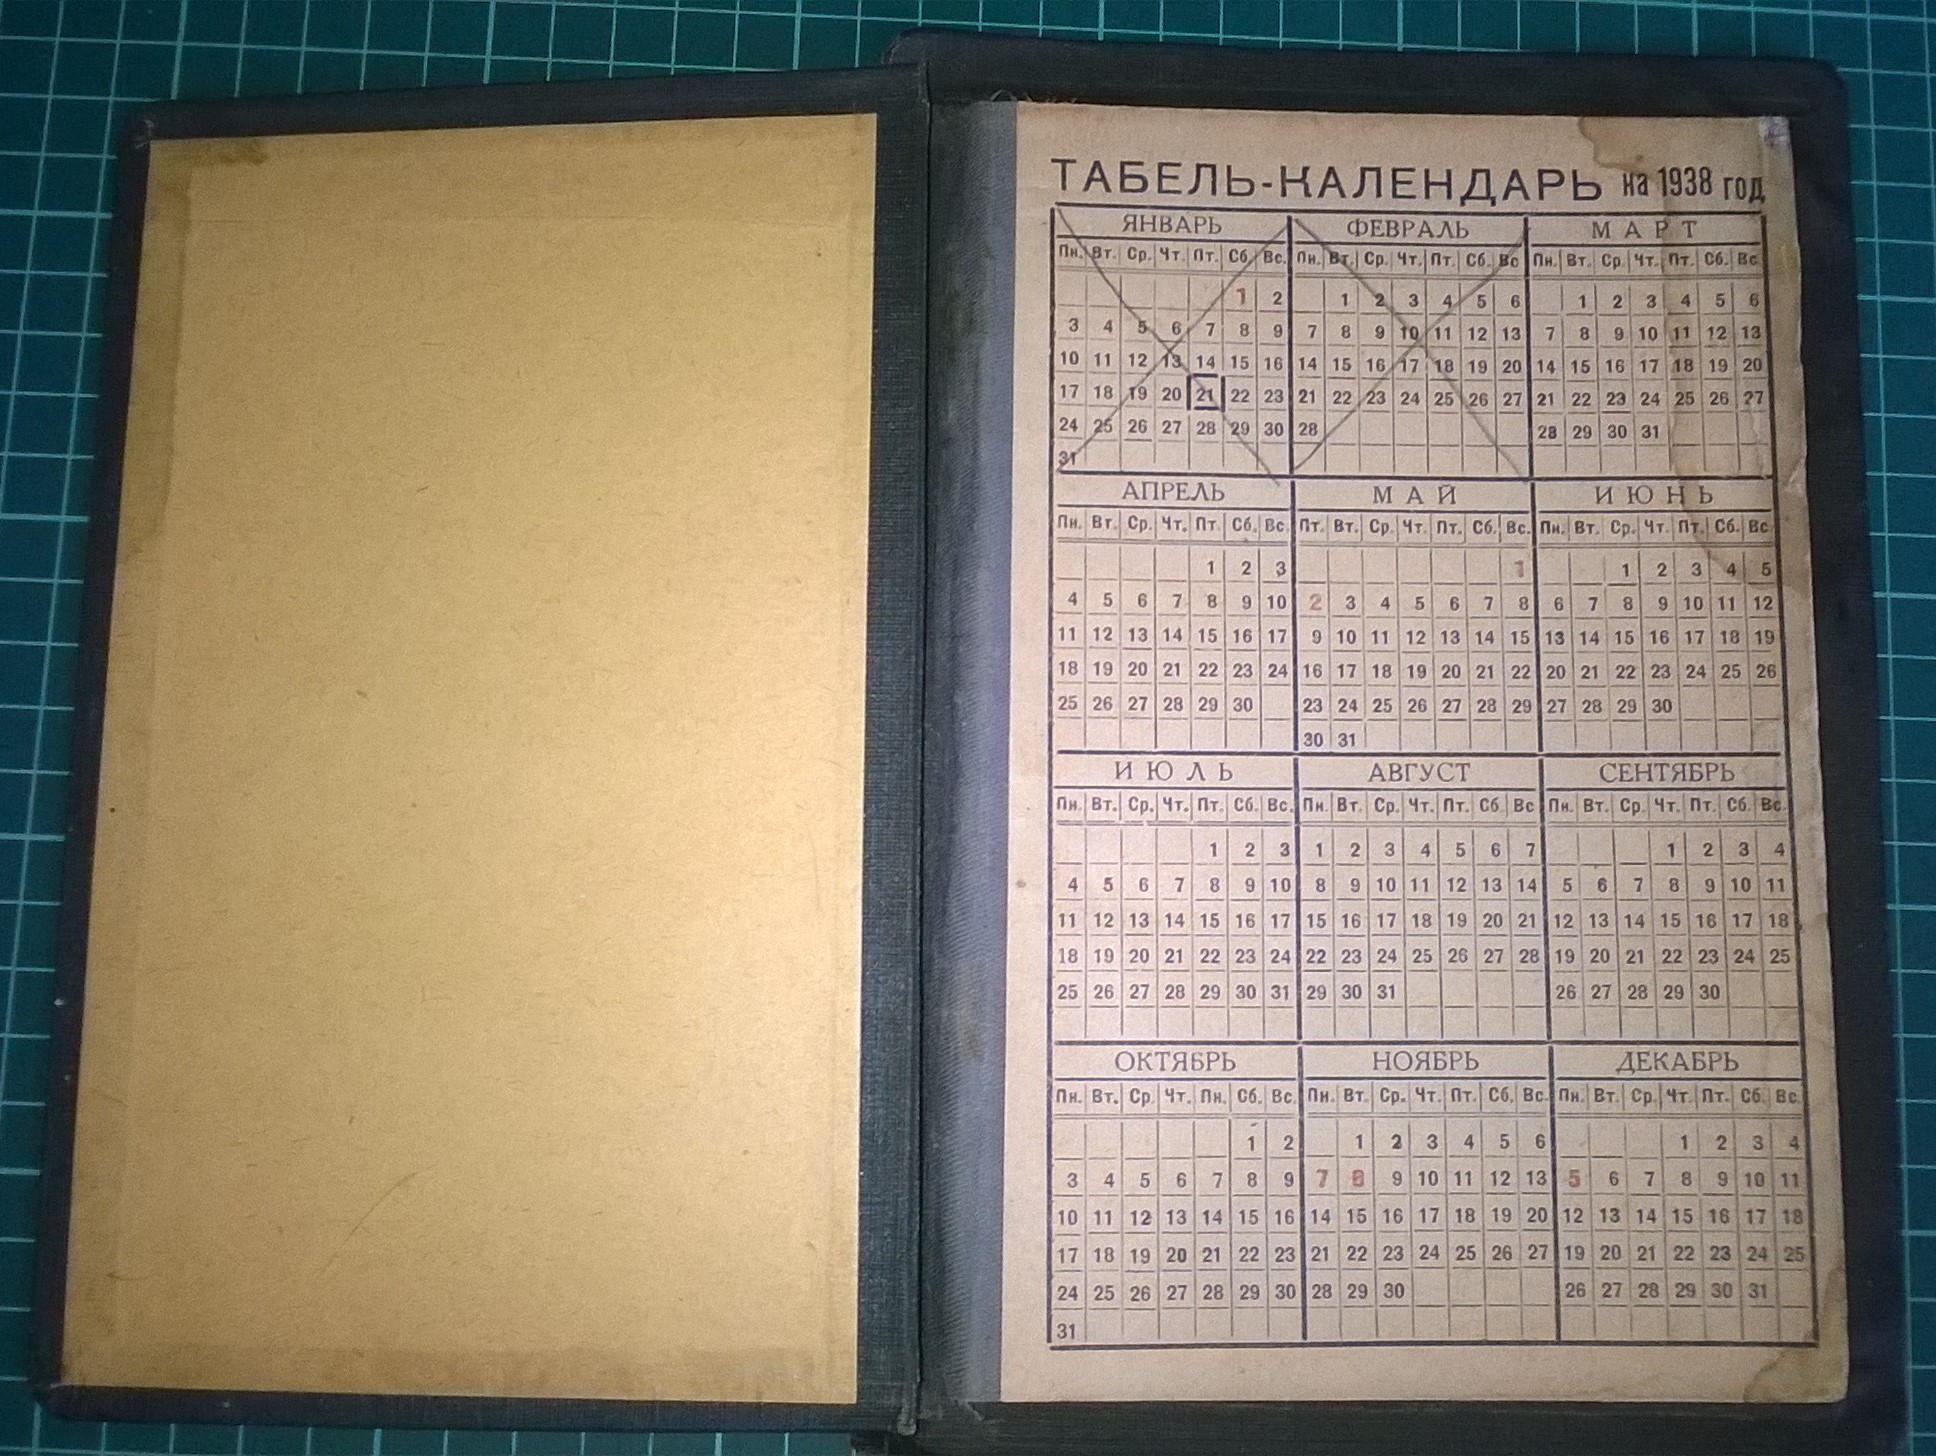 ТАБЕЛЬ-КАЛЕНДАРЬ на 1938 год
ЯНВАРЬ
Пн. Вт. Ср. Чт. Пт. Сб. Вс.
1 2
3 4 5 6 7 8 9
10 11 12 13 14 15 16
17 18 19 20 21 22 23
24 25 26 27 28 29 30
31
ФЕВРАЛЬ
Пн. Вт. Ср. Чт. Пт. Сб. Вс
1 2 3 4 5 6
7 8 9 10 11 12 13
14 15 16 17 18 19 20
21 22 23 24 25 26 27
28
МАРТ
Пн. Вт. Ср. Чт. Пт. Сб. Вс
1 2 3 4 5 6
7 8 9 10 11 12 13
14 15 16 17 18 19 20
21 22 23 24 25 26 27
28 29 30 31
АПРЕЛЬ
Пн. Вт. Ср. Чт. Пт. Сб. Вс.
1 2 3
4 5 6 7 8 9 10
11 12 13 14 15 16 17
18 19 20 21 22 23 24
25 26 27 28 29 30
МАЙ
Пт. Вт. Ср. Чт. Пт. Сб. Вс.
1
2 3 4 5 6 7 8
9 10 11 12 13 14 15
16 17 18 19 20 21 22
23 24 25 26 27 28 29
30 31
ИЮНЬ
Пн. Вт. Ср. Чт. Пт. Сб. Вс
1 2 3 4 5
6 7 8 9 10 11 12
13 14 15 16 17 18 19
20 21 22 23 24 25 26
27 28 29 30
ИЮЛЬ
Пн. Вт. Ср. Чт. Пт. Сб. Вс.
1 2 3
4 5 6 7 8 9 10
11 12 13 14 15 16 17
18 19 20 21 22 23 24
25 26 27 28 29 30 31
АВГУСТ
Пн. Вт. Ср. Чт. Пт. Сб. Вс
1 2 3 4 5 6 7
8 9 10 11 12 13 14
15 16 17 18 19 20 21
22 23 24 25 26 27 28
29 30 31
СЕНТЯБРЬ
Пн. Вт. Ср. Чт. Пт. Сб. Вс.
1 2 3 4
5 6 7 8 9 10 11
12 13 14 15 16 17 18
19 20 21 22 23 24 25
26 27 28 29 30
ОКТЯБРЬ
Пн. Вт. Ср. Чт. Пн. Сб. Вс.
1 2
3 4 5 6 7 8 9
10 11 12 13 14 15 16
17 18 19 20 21 22 23
24 25 26 27 28 29 30
31
НОЯБРЬ
Пн. Вт. Ср. Чт. Пт. Сб. Вс.
1 2 3 4 5 6
7 8 9 10 11 12 13
14 15 16 17 18 19 20
21 22 23 24 25 26 27
28 29 30
ДЕКАБРЬ
Пн. Вт. Ср. Чт. Пт. Сб. Вс.
1 2 3 4
5 6 7 8 9 10 11
12 13 14 15 16 17 18
19 20 21 22 23 24 25
26 27 28 29 30 31